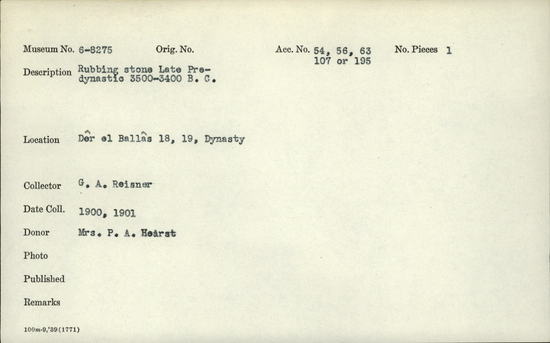 Museum No. 6-8275 Orig. No. Acc. No. 54, 56, 63 No. Pieces 1
107 or 195
Description Rubbing stone Late Pre-
dynastic 3500-3400 B. C.
Location Dêr el Ballâs 18, 19, Dynasty
Collector G. A. Reisner
Date Coll. 1900, 1901
Donor Mrs. P. A. Hearst
Photo
Published
Remarks
100m-9,'39(1771)